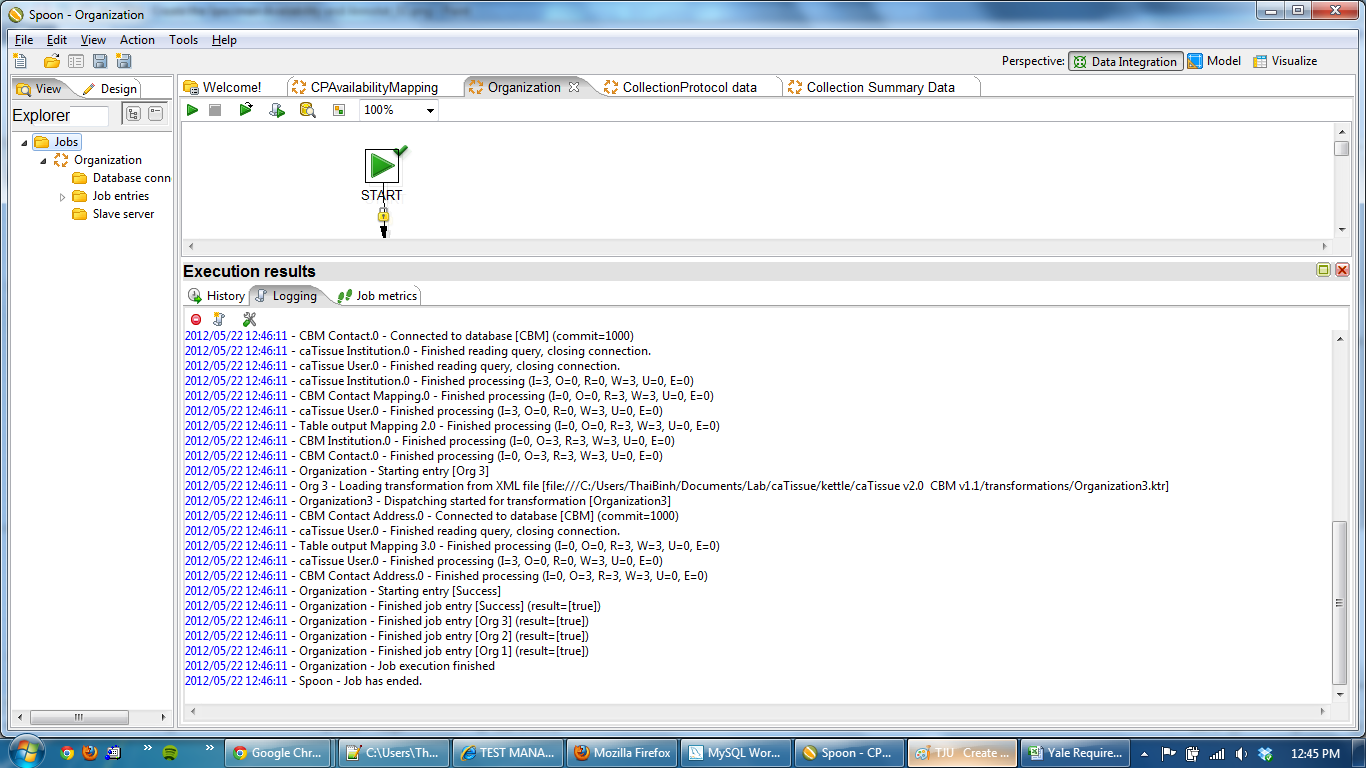 Spoon - Organization
File Edit View Action Tools Help
Perspective: Data Integration Model Visualize
View Design
Welcome! CPAvailabilityMapping Organization CollectionProtocol data Collection Summary Data
Explorer
100%
Jobs
Organization
Database conn
Job entries
Slave server
START
Execution results
History Logging Job metrics
2012/05/22 12:46:11 - CBM Contact.0 - Connected to database [CBM] (commit=1000)
2012/05/22 12:46:11 - caTissue Institution.0 - Finished reading query, closing connection.
2012/05/22 12:46:11 - caTissue User.0 - Finished reading query, closing connection.
2012/05/22 12:46:11 - caTissue Institution.0 - Finished processing (I=3, O=0, R=0, W=3, U=0, E=0)
2012/05/22 12:46:11 - CBM Contact Mapping.0 - Finished processing (I=0, O=0, R=3, W=3, U=0, E=0)
2012/05/22 12:46:11 - caTissue User.0 - Finished processing (I=3, O=0, R=0, W=3, U=0, E=0)
2012/05/22 12:46:11 - Table output Mapping 2.0 - Finished processing (I=0, O=0, R=3, W=3, U=0, E=0)
2012/05/22 12:46:11 - CBM Institution.0 - Finished processing (I=0, O=3, R=3, W=3, U=0, E=0)
2012/05/22 12:46:11 - CBM Contact.0 - Finished processing (I=0, O=3, R=3, W=3, U=0, E=0)
2012/05/22 12:46:11 - Organization - Starting entry [Org 3]
2012/05/22 12:46:11 - Org 3 - Loading transformation from XML file [file:///C:/Users/ThaiBinh/Documents/Lab/caTissue/kettle/caTissue v2.0  CBM v1.1/transformations/Organization3.ktr]
2012/05/22 12:46:11 - Organization3 - Dispatching started for transformation [Organization3]
2012/05/22 12:46:11 - CBM Contact Address.0 - Connected to database [CBM] (commit=1000)
2012/05/22 12:46:11 - caTissue User.0 - Finished reading query, closing connection.
2012/05/22 12:46:11 - Table output Mapping 3.0 - Finished processing (I=0, O=0, R=3, W=3, U=0, E=0)
2012/05/22 12:46:11 - caTissue User.0 - Finished processing (I=3, O=0, R=0, W=3, U=0, E=0)
2012/05/22 12:46:11 - CBM Contact Address.0 - Finished processing (I=0, O=3, R=3, W=3, U=0, E=0)
2012/05/22 12:46:11 - Organization - Starting entry [Success]
2012/05/22 12:46:11 - Organization - Finished job entry [Success] (result=[true])
2012/05/22 12:46:11 - Organization - Finished job entry [Org 3] (result=[true])
2012/05/22 12:46:11 - Organization - Finished job entry [Org 2] (result=[true])
2012/05/22 12:46:11 - Organization - Finished job entry [Org 1] (result=[true])
2012/05/22 12:46:11 - Organization - Job execution finished
2012/05/22 12:46:11 - Spoon - Job has ended.
Google Chr... C:\Users\Th... TEST MANA... Mozilla Firefox MySQL Wor... Spoon - CP... TJU Create ... Yale Require... 12:45 PM